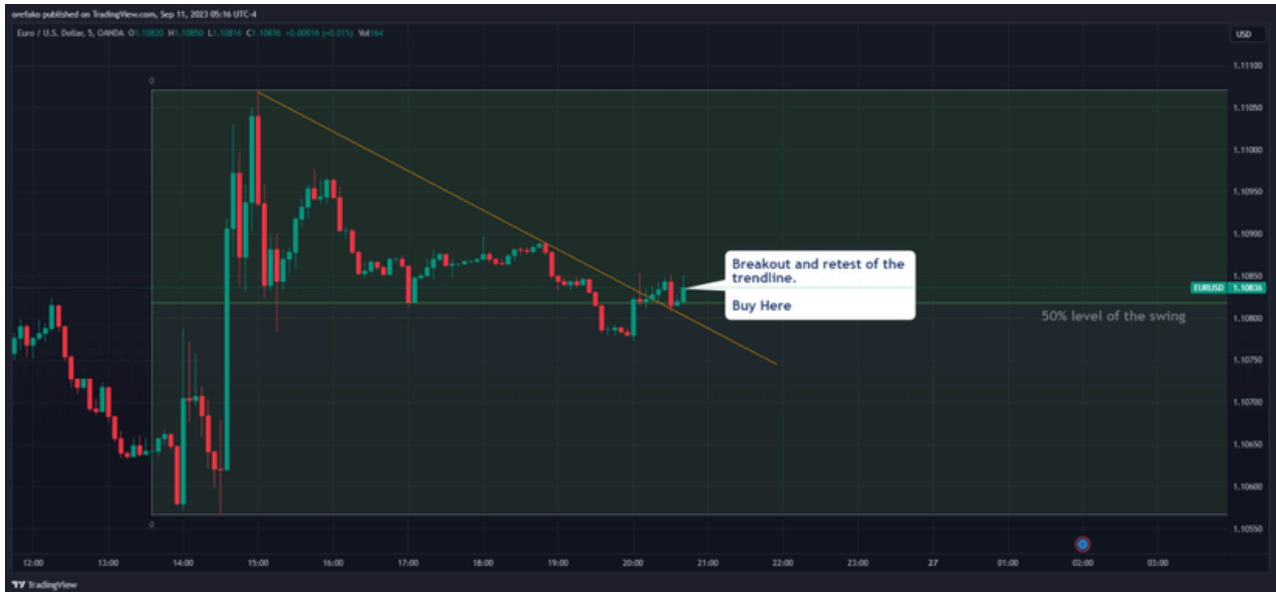 orefako published on TradingView.com, Sep 11, 2023 05:16 UTC-4
Euro / U.S. Dollar, 5, OANDA O1.10820 H1.10850 L1.10816 C1.10836 +0.00016 (+0.01%) Vol164
USD
1.11100
0
1.11050
1.11000
1.10950
1.10900
Breakout and retest of the
trendline.
Buy Here
1.10850
EURUSD 1.10836
50% level of the swing
1.10800
1.10750
1.10700
1.10650
1.10600
0
1.10550
12:00 13:00 14:00 15:00 16:00 17:00 18:00 19:00 20:00 21:00 22:00 23:00 27 01:00 02:00 03:00
TradingView